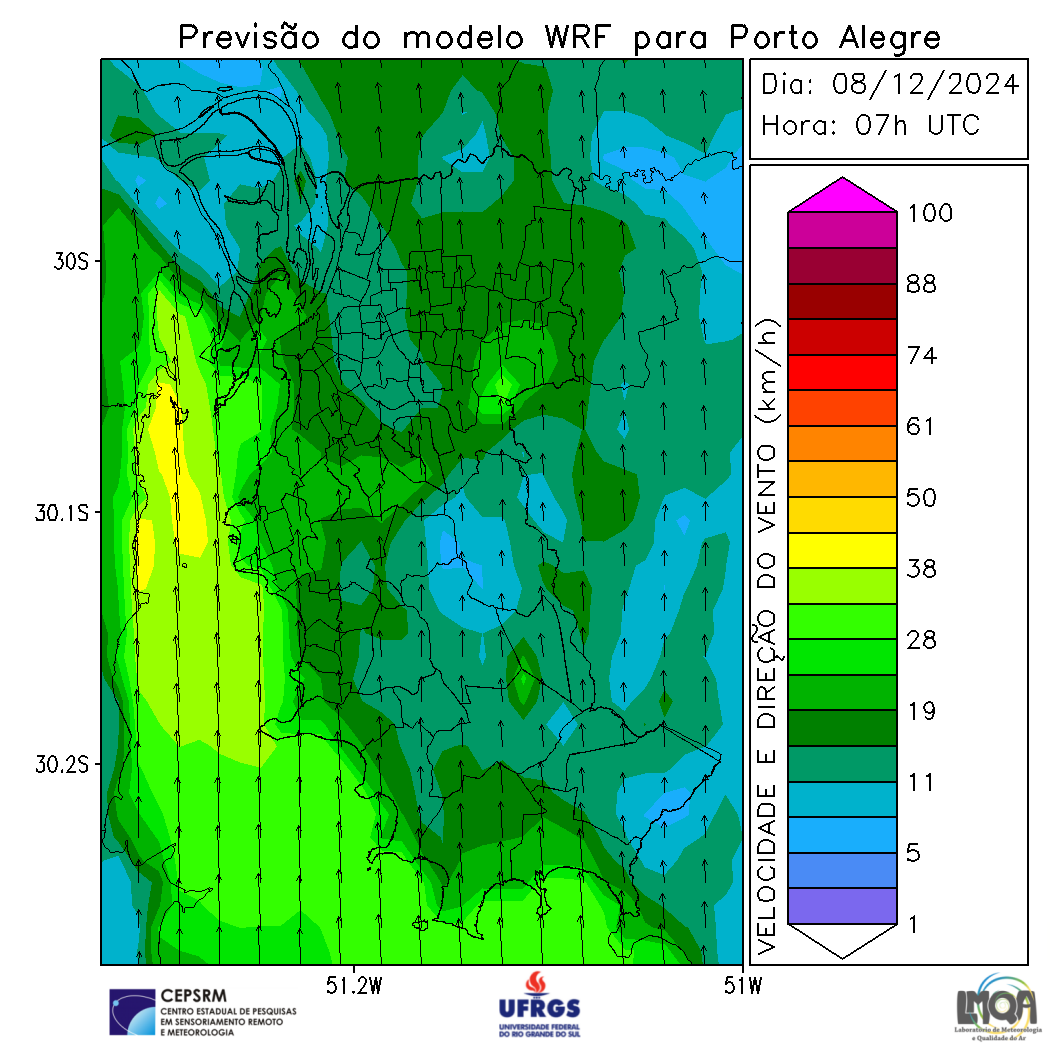 Previsão do modelo WRF para Porto Alegre
Dia: 08/12/2024
Hora: 07h UTC
30S
30.1S
30.2S
51.2W
51W
VELOCIDADE E DIREÇÃO DO VENTO (km/h)
100
88
74
61
50
38
28
19
11
5
1
CEPSRM
CENTRO ESTADUAL DE PESQUISAS
EM SENSORIAMENTO REMOTO
E METEOROLOGIA
UFRGS
UNIVERSIDADE FEDERAL
DO RIO GRANDE DO SUL
LMQA
Laboratório de Meteorologia
e Qualidade do Ar